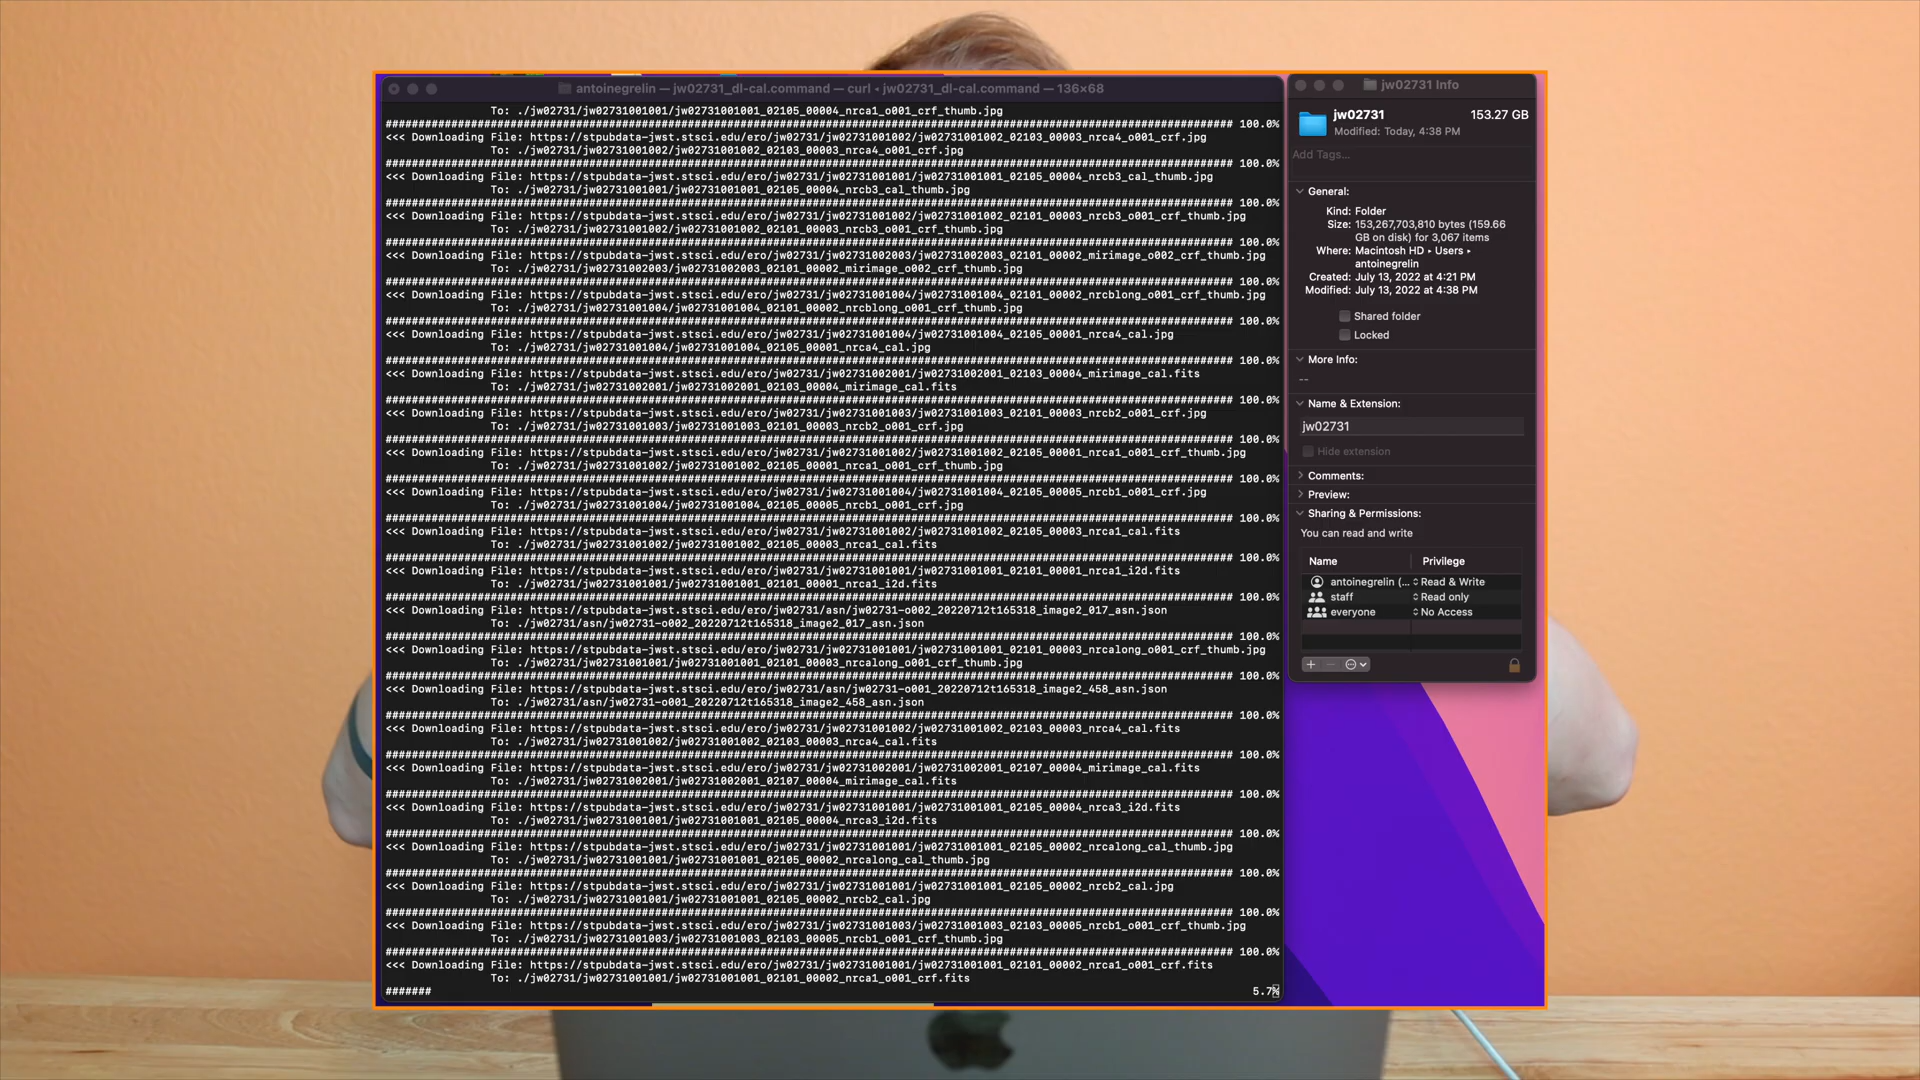 antoinegrelin — jw02731_dl-cal.command — curl ◂ jw02731_dl-cal.command — 136×68
To: ./jw02731/jw02731001001/jw02731001001_02105_00004_nrca1_o001_crf_thumb.jpg
################################################################################################################################# 100.0%
<<< Downloading File: https://stpubdata-jwst.stsci.edu/ero/jw02731/jw02731001002/jw02731001002_02103_00003_nrca4_o001_crf.jpg
To: ./jw02731/jw02731001002/jw02731001002_02103_00003_nrca4_o001_crf.jpg
################################################################################################################################# 100.0%
<<< Downloading File: https://stpubdata-jwst.stsci.edu/ero/jw02731/jw02731001001/jw02731001001_02105_00004_nrcb3_cal_thumb.jpg
To: ./jw02731/jw02731001001/jw02731001001_02105_00004_nrcb3_cal_thumb.jpg
################################################################################################################################# 100.0%
<<< Downloading File: https://stpubdata-jwst.stsci.edu/ero/jw02731/jw02731001002/jw02731001002_02101_00003_nrcb3_o001_crf_thumb.jpg
To: ./jw02731/jw02731001002/jw02731001002_02101_00003_nrcb3_o001_crf_thumb.jpg
################################################################################################################################# 100.0%
<<< Downloading File: https://stpubdata-jwst.stsci.edu/ero/jw02731/jw02731002003/jw02731002003_02101_00002_mirimage_o002_crf_thumb.jpg
To: ./jw02731/jw02731002003/jw02731002003_02101_00002_mirimage_o002_crf_thumb.jpg
################################################################################################################################# 100.0%
<<< Downloading File: https://stpubdata-jwst.stsci.edu/ero/jw02731/jw02731001004/jw02731001004_02101_00002_nrcblong_o001_crf_thumb.jpg
To: ./jw02731/jw02731001004/jw02731001004_02101_00002_nrcblong_o001_crf_thumb.jpg
################################################################################################################################# 100.0%
<<< Downloading File: https://stpubdata-jwst.stsci.edu/ero/jw02731/jw02731001004/jw02731001004_02105_00001_nrca4_cal.jpg
To: ./jw02731/jw02731001004/jw02731001004_02105_00001_nrca4_cal.jpg
################################################################################################################################# 100.0%
<<< Downloading File: https://stpubdata-jwst.stsci.edu/ero/jw02731/jw02731002001/jw02731002001_02103_00004_mirimage_cal.fits
To: ./jw02731/jw02731002001/jw02731002001_02103_00004_mirimage_cal.fits
################################################################################################################################# 100.0%
<<< Downloading File: https://stpubdata-jwst.stsci.edu/ero/jw02731/jw02731001003/jw02731001003_02101_00003_nrcb2_o001_crf.jpg
To: ./jw02731/jw02731001003/jw02731001003_02101_00003_nrcb2_o001_crf.jpg
################################################################################################################################# 100.0%
<<< Downloading File: https://stpubdata-jwst.stsci.edu/ero/jw02731/jw02731001002/jw02731001002_02105_00001_nrca1_o001_crf_thumb.jpg
To: ./jw02731/jw02731001002/jw02731001002_02105_00001_nrca1_o001_crf_thumb.jpg
################################################################################################################################# 100.0%
<<< Downloading File: https://stpubdata-jwst.stsci.edu/ero/jw02731/jw02731001004/jw02731001004_02105_00005_nrcb1_o001_crf.jpg
To: ./jw02731/jw02731001004/jw02731001004_02105_00005_nrcb1_o001_crf.jpg
################################################################################################################################# 100.0%
<<< Downloading File: https://stpubdata-jwst.stsci.edu/ero/jw02731/jw02731001002/jw02731001002_02105_00003_nrca1_cal.fits
To: ./jw02731/jw02731001002/jw02731001002_02105_00003_nrca1_cal.fits
################################################################################################################################# 100.0%
<<< Downloading File: https://stpubdata-jwst.stsci.edu/ero/jw02731/jw02731001001/jw02731001001_02101_00001_nrca1_i2d.fits
To: ./jw02731/jw02731001001/jw02731001001_02101_00001_nrca1_i2d.fits
################################################################################################################################# 100.0%
<<< Downloading File: https://stpubdata-jwst.stsci.edu/ero/jw02731/asn/jw02731-o002_20220712t165318_image2_017_asn.json
To: ./jw02731/asn/jw02731-o002_20220712t165318_image2_017_asn.json
################################################################################################################################# 100.0%
<<< Downloading File: https://stpubdata-jwst.stsci.edu/ero/jw02731/jw02731001001/jw02731001001_02101_00003_nrcalong_o001_crf_thumb.jpg
To: ./jw02731/jw02731001001/jw02731001001_02101_00003_nrcalong_o001_crf_thumb.jpg
################################################################################################################################# 100.0%
<<< Downloading File: https://stpubdata-jwst.stsci.edu/ero/jw02731/asn/jw02731-o001_20220712t165318_image2_458_asn.json
To: ./jw02731/asn/jw02731-o001_20220712t165318_image2_458_asn.json
################################################################################################################################# 100.0%
<<< Downloading File: https://stpubdata-jwst.stsci.edu/ero/jw02731/jw02731001002/jw02731001002_02103_00003_nrca4_cal.fits
To: ./jw02731/jw02731001002/jw02731001002_02103_00003_nrca4_cal.fits
################################################################################################################################# 100.0%
<<< Downloading File: https://stpubdata-jwst.stsci.edu/ero/jw02731/jw02731002001/jw02731002001_02107_00004_mirimage_cal.fits
To: ./jw02731/jw02731002001/jw02731002001_02107_00004_mirimage_cal.fits
################################################################################################################################# 100.0%
<<< Downloading File: https://stpubdata-jwst.stsci.edu/ero/jw02731/jw02731001001/jw02731001001_02105_00004_nrca3_i2d.fits
To: ./jw02731/jw02731001001/jw02731001001_02105_00004_nrca3_i2d.fits
################################################################################################################################# 100.0%
<<< Downloading File: https://stpubdata-jwst.stsci.edu/ero/jw02731/jw02731001001/jw02731001001_02105_00002_nrcalong_cal_thumb.jpg
To: ./jw02731/jw02731001001/jw02731001001_02105_00002_nrcalong_cal_thumb.jpg
################################################################################################################################# 100.0%
<<< Downloading File: https://stpubdata-jwst.stsci.edu/ero/jw02731/jw02731001001/jw02731001001_02105_00002_nrcb2_cal.jpg
To: ./jw02731/jw02731001001/jw02731001001_02105_00002_nrcb2_cal.jpg
################################################################################################################################# 100.0%
<<< Downloading File: https://stpubdata-jwst.stsci.edu/ero/jw02731/jw02731001003/jw02731001003_02103_00005_nrcb1_o001_crf_thumb.jpg
To: ./jw02731/jw02731001003/jw02731001003_02103_00005_nrcb1_o001_crf_thumb.jpg
################################################################################################################################# 100.0%
<<< Downloading File: https://stpubdata-jwst.stsci.edu/ero/jw02731/jw02731001001/jw02731001001_02101_00002_nrca1_o001_crf.fits
To: ./jw02731/jw02731001001/jw02731001001_02101_00002_nrca1_o001_crf.fits
####### 5.7%
jw02731 Info
jw02731 153.27 GB
Modified: Today, 4:38 PM
Add Tags...
General:
Kind: Folder
Size: 153,267,703,810 bytes (159.66
GB on disk) for 3,067 items
Where: Macintosh HD ▸ Users ▸
antoinegrelin
Created: July 13, 2022 at 4:21 PM
Modified: July 13, 2022 at 4:38 PM
Shared folder
Locked
More Info:
--
Name & Extension:
jw02731
Hide extension
Comments:
Preview:
Sharing & Permissions:
You can read and write
Name Privilege
antoinegrelin (... Read & Write
staff Read only
everyone No Access